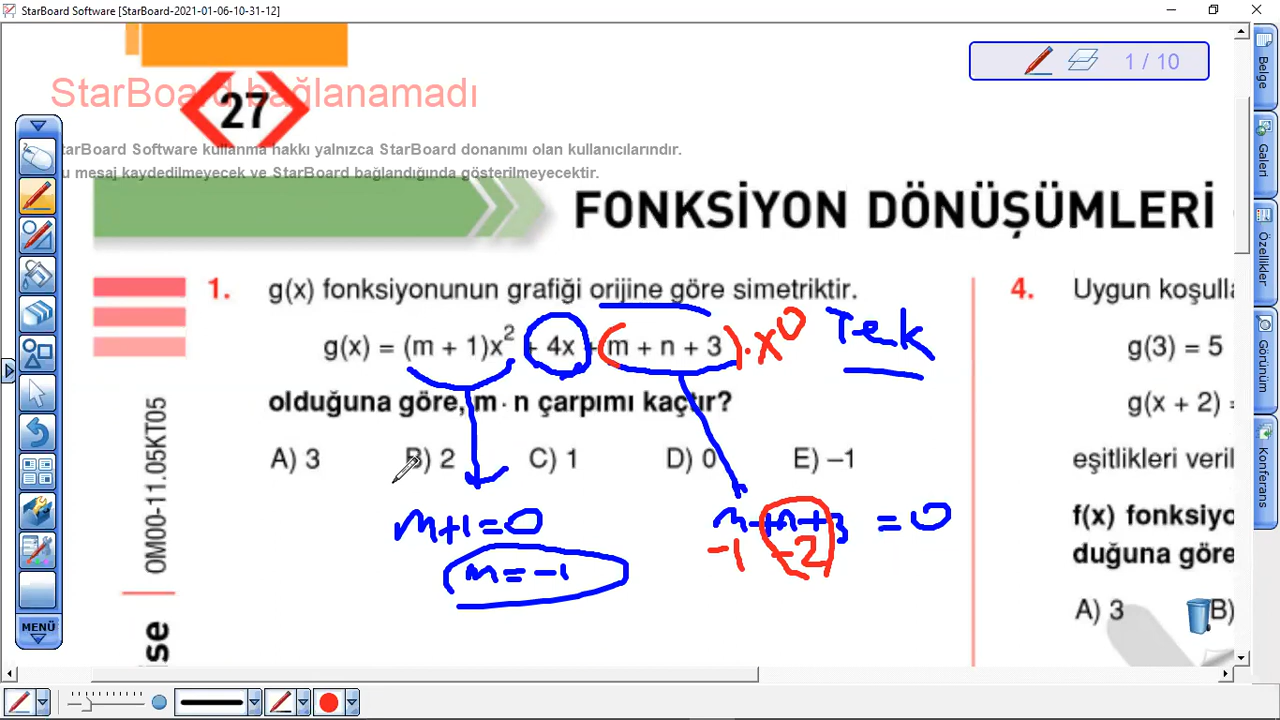 StarBoard Software [StarBoard-2021-01-06-10-31-12]
1 / 10
StarBoard bağlanamadı
27
StarBoard Software kullanma hakkı yalnızca StarBoard donanımı olan kullanıcılarındır.
u mesaj kaydedilmeyecek ve StarBoard bağlandığında gösterilmeyecektir.
FONKSİYON DÖNÜŞÜMLERİ
1. g(x) fonksiyonunun grafiği orijine göre simetriktir.
g(x) = (m + 1)x² + 4x + (m + n + 3) · x⁰
Tek
olduğuna göre, m · n çarpımı kaçtır?
A) 3 B) 2 C) 1 D) 0 E) –1
m+1=0
m=-1
m+n+3 = 0
-1 -2
0M00-11.05KT05
se
4. Uygun koşulla
g(3) = 5
g(x + 2) =
eşitlikleri veril
f(x) fonksiyo
duğuna göre
A) 3 B)
MENÜ
Belge
Galeri
Özellikler
Görünüm
Konferans